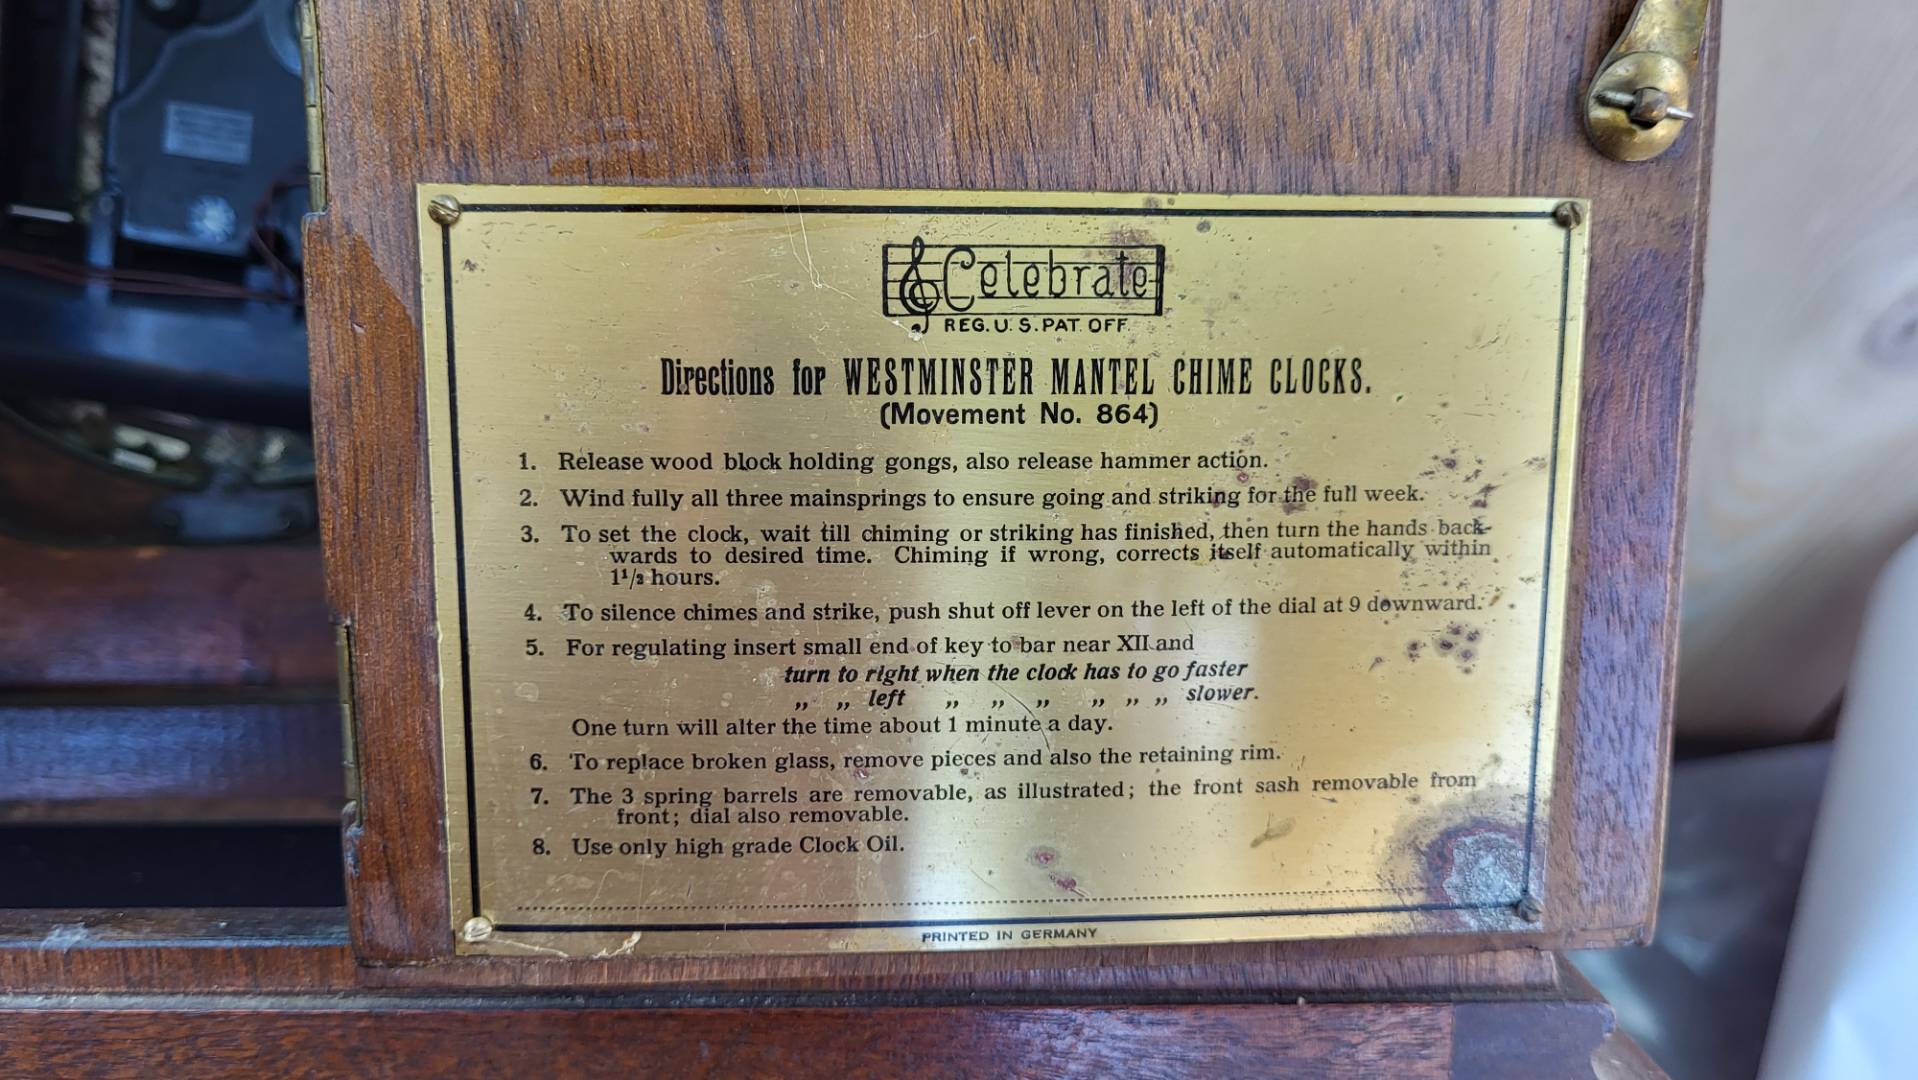 Celebrate
REG. U. S. PAT. OFF.
Directions for WESTMINSTER MANTEL CHIME CLOCKS.
(Movement No. 864)
1. Release wood block holding gongs, also release hammer action.
2. Wind fully all three mainsprings to ensure going and striking for the full week.
3. To set the clock, wait till chiming or striking has finished, then turn the hands back-
wards to desired time. Chiming if wrong, corrects itself automatically within
1 1/2 hours.
4. To silence chimes and strike, push shut off lever on the left of the dial at 9 downward.
5. For regulating insert small end of key to bar near XII and
turn to right when the clock has to go faster
„ „ left „ „ „ „ „ „ slower.
One turn will alter the time about 1 minute a day.
6. To replace broken glass, remove pieces and also the retaining rim.
7. The 3 spring barrels are removable, as illustrated; the front sash removable from
front; dial also removable.
8. Use only high grade Clock Oil.
PRINTED IN GERMANY